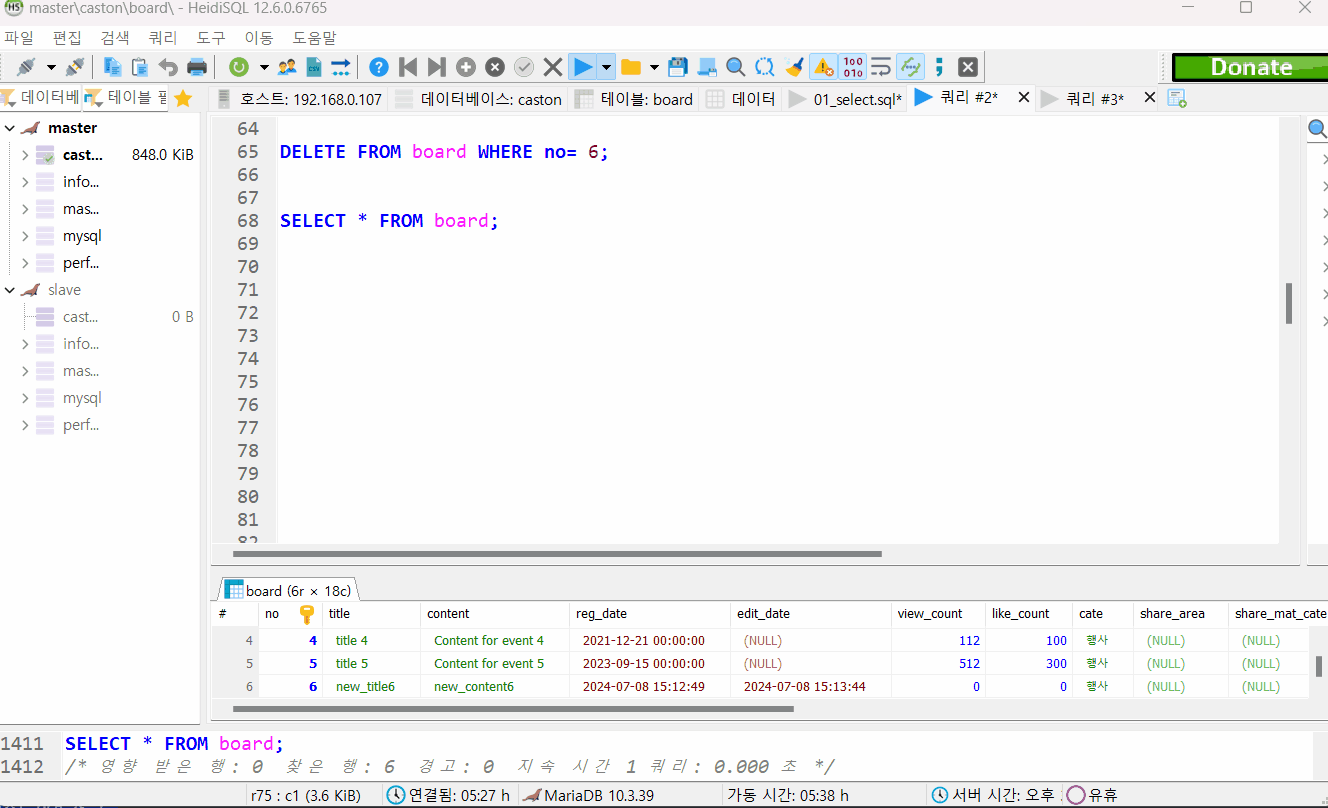 master\caston\board\ - HeidiSQL 12.6.0.6765
파일 편집 검색 쿼리 도구 이동 도움말
Donate
데이터베 테이블 필 호스트: 192.168.0.107 데이터베이스: caston 테이블: board 데이터 01_select.sql* 쿼리 #2* 쿼리 #3*
master
cast... 848.0 KiB
info...
mas...
mysql
perf...
slave
cast... 0 B
info...
mas...
mysql
perf...
64
65 DELETE FROM board WHERE no= 6;
66
67
68 SELECT * FROM board;
69
70
71
72
73
74
75
76
77
78
79
80
81
82
board (6r × 18c)
# no title content reg_date edit_date view_count like_count cate share_area share_mat_cate
4 4 title 4 Content for event 4 2021-12-21 00:00:00 (NULL) 112 100 행사 (NULL) (NULL)
5 5 title 5 Content for event 5 2023-09-15 00:00:00 (NULL) 512 300 행사 (NULL) (NULL)
6 6 new_title6 new_content6 2024-07-08 15:12:49 2024-07-08 15:13:44 0 0 행사 (NULL) (NULL)
1411 SELECT * FROM board;
1412 /* 영향 받은 행: 0 찾은 행: 6 경고: 0 지속 시간 1 쿼리: 0.000 초 */
r75 : c1 (3.6 KiB) 연결됨: 05:27 h MariaDB 10.3.39 가동 시간: 05:38 h 서버 시간: 오후 유휴